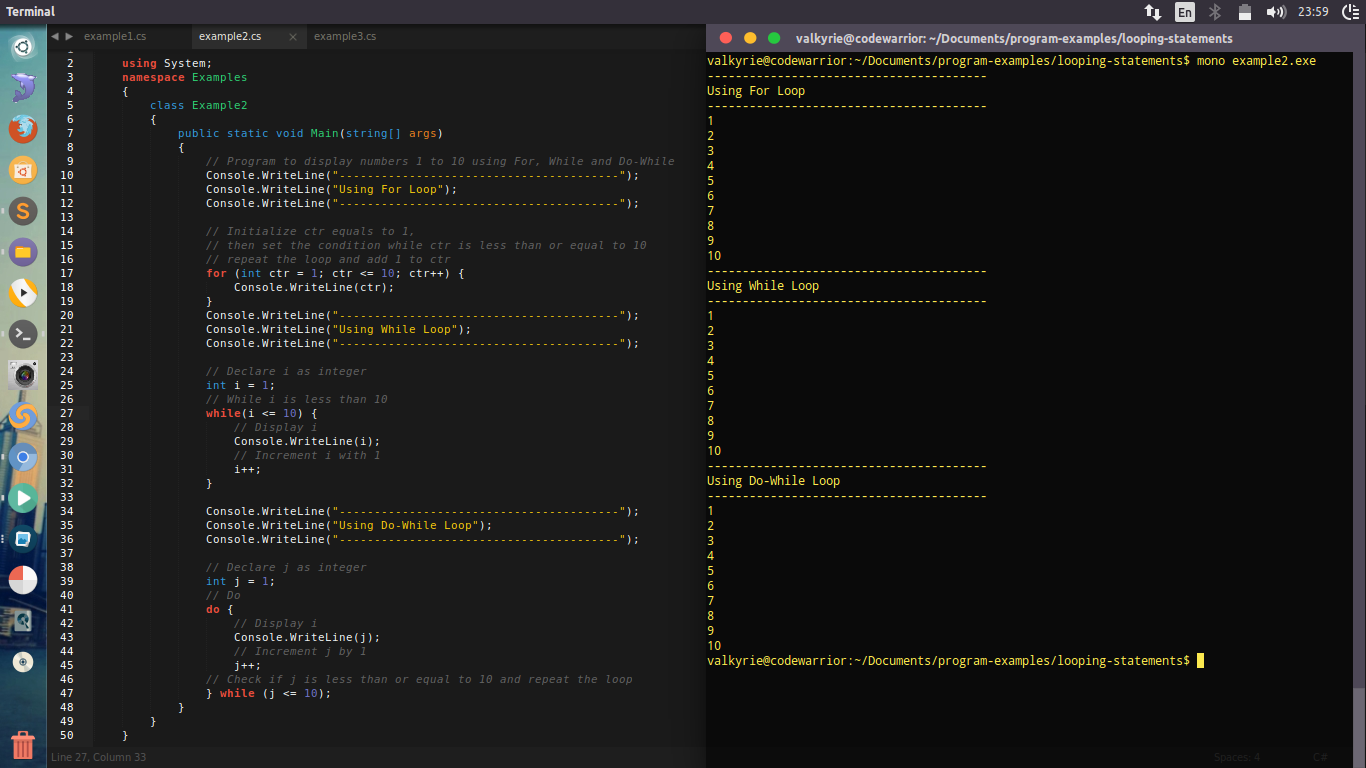 Terminal
En
23:59
example1.cs
example2.cs ×
example3.cs
2 using System;
3 namespace Examples
4 {
5 class Example2
6 {
7 public static void Main(string[] args)
8 {
9 // Program to display numbers 1 to 10 using For, While and Do-While
10 Console.WriteLine("----------------------------------------");
11 Console.WriteLine("Using For Loop");
12 Console.WriteLine("----------------------------------------");
13
14 // Initialize ctr equals to 1,
15 // then set the condition while ctr is less than or equal to 10
16 // repeat the loop and add 1 to ctr
17 for (int ctr = 1; ctr <= 10; ctr++) {
18 Console.WriteLine(ctr);
19 }
20 Console.WriteLine("----------------------------------------");
21 Console.WriteLine("Using While Loop");
22 Console.WriteLine("----------------------------------------");
23
24 // Declare i as integer
25 int i = 1;
26 // While i is less than 10
27 while(i <= 10) {
28 // Display i
29 Console.WriteLine(i);
30 // Increment i with 1
31 i++;
32 }
33
34 Console.WriteLine("----------------------------------------");
35 Console.WriteLine("Using Do-While Loop");
36 Console.WriteLine("----------------------------------------");
37
38 // Declare j as integer
39 int j = 1;
40 // Do
41 do {
42 // Display i
43 Console.WriteLine(j);
44 // Increment j by 1
45 j++;
46 // Check if j is less than or equal to 10 and repeat the loop
47 } while (j <= 10);
48 }
49 }
50 }
Line 27, Column 33
valkyrie@codewarrior: ~/Documents/program-examples/looping-statements
valkyrie@codewarrior:~/Documents/program-examples/looping-statements$ mono example2.exe
----------------------------------------
Using For Loop
----------------------------------------
1
2
3
4
5
6
7
8
9
10
----------------------------------------
Using While Loop
----------------------------------------
1
2
3
4
5
6
7
8
9
10
----------------------------------------
Using Do-While Loop
----------------------------------------
1
2
3
4
5
6
7
8
9
10
valkyrie@codewarrior:~/Documents/program-examples/looping-statements$
Spaces: 4
C#